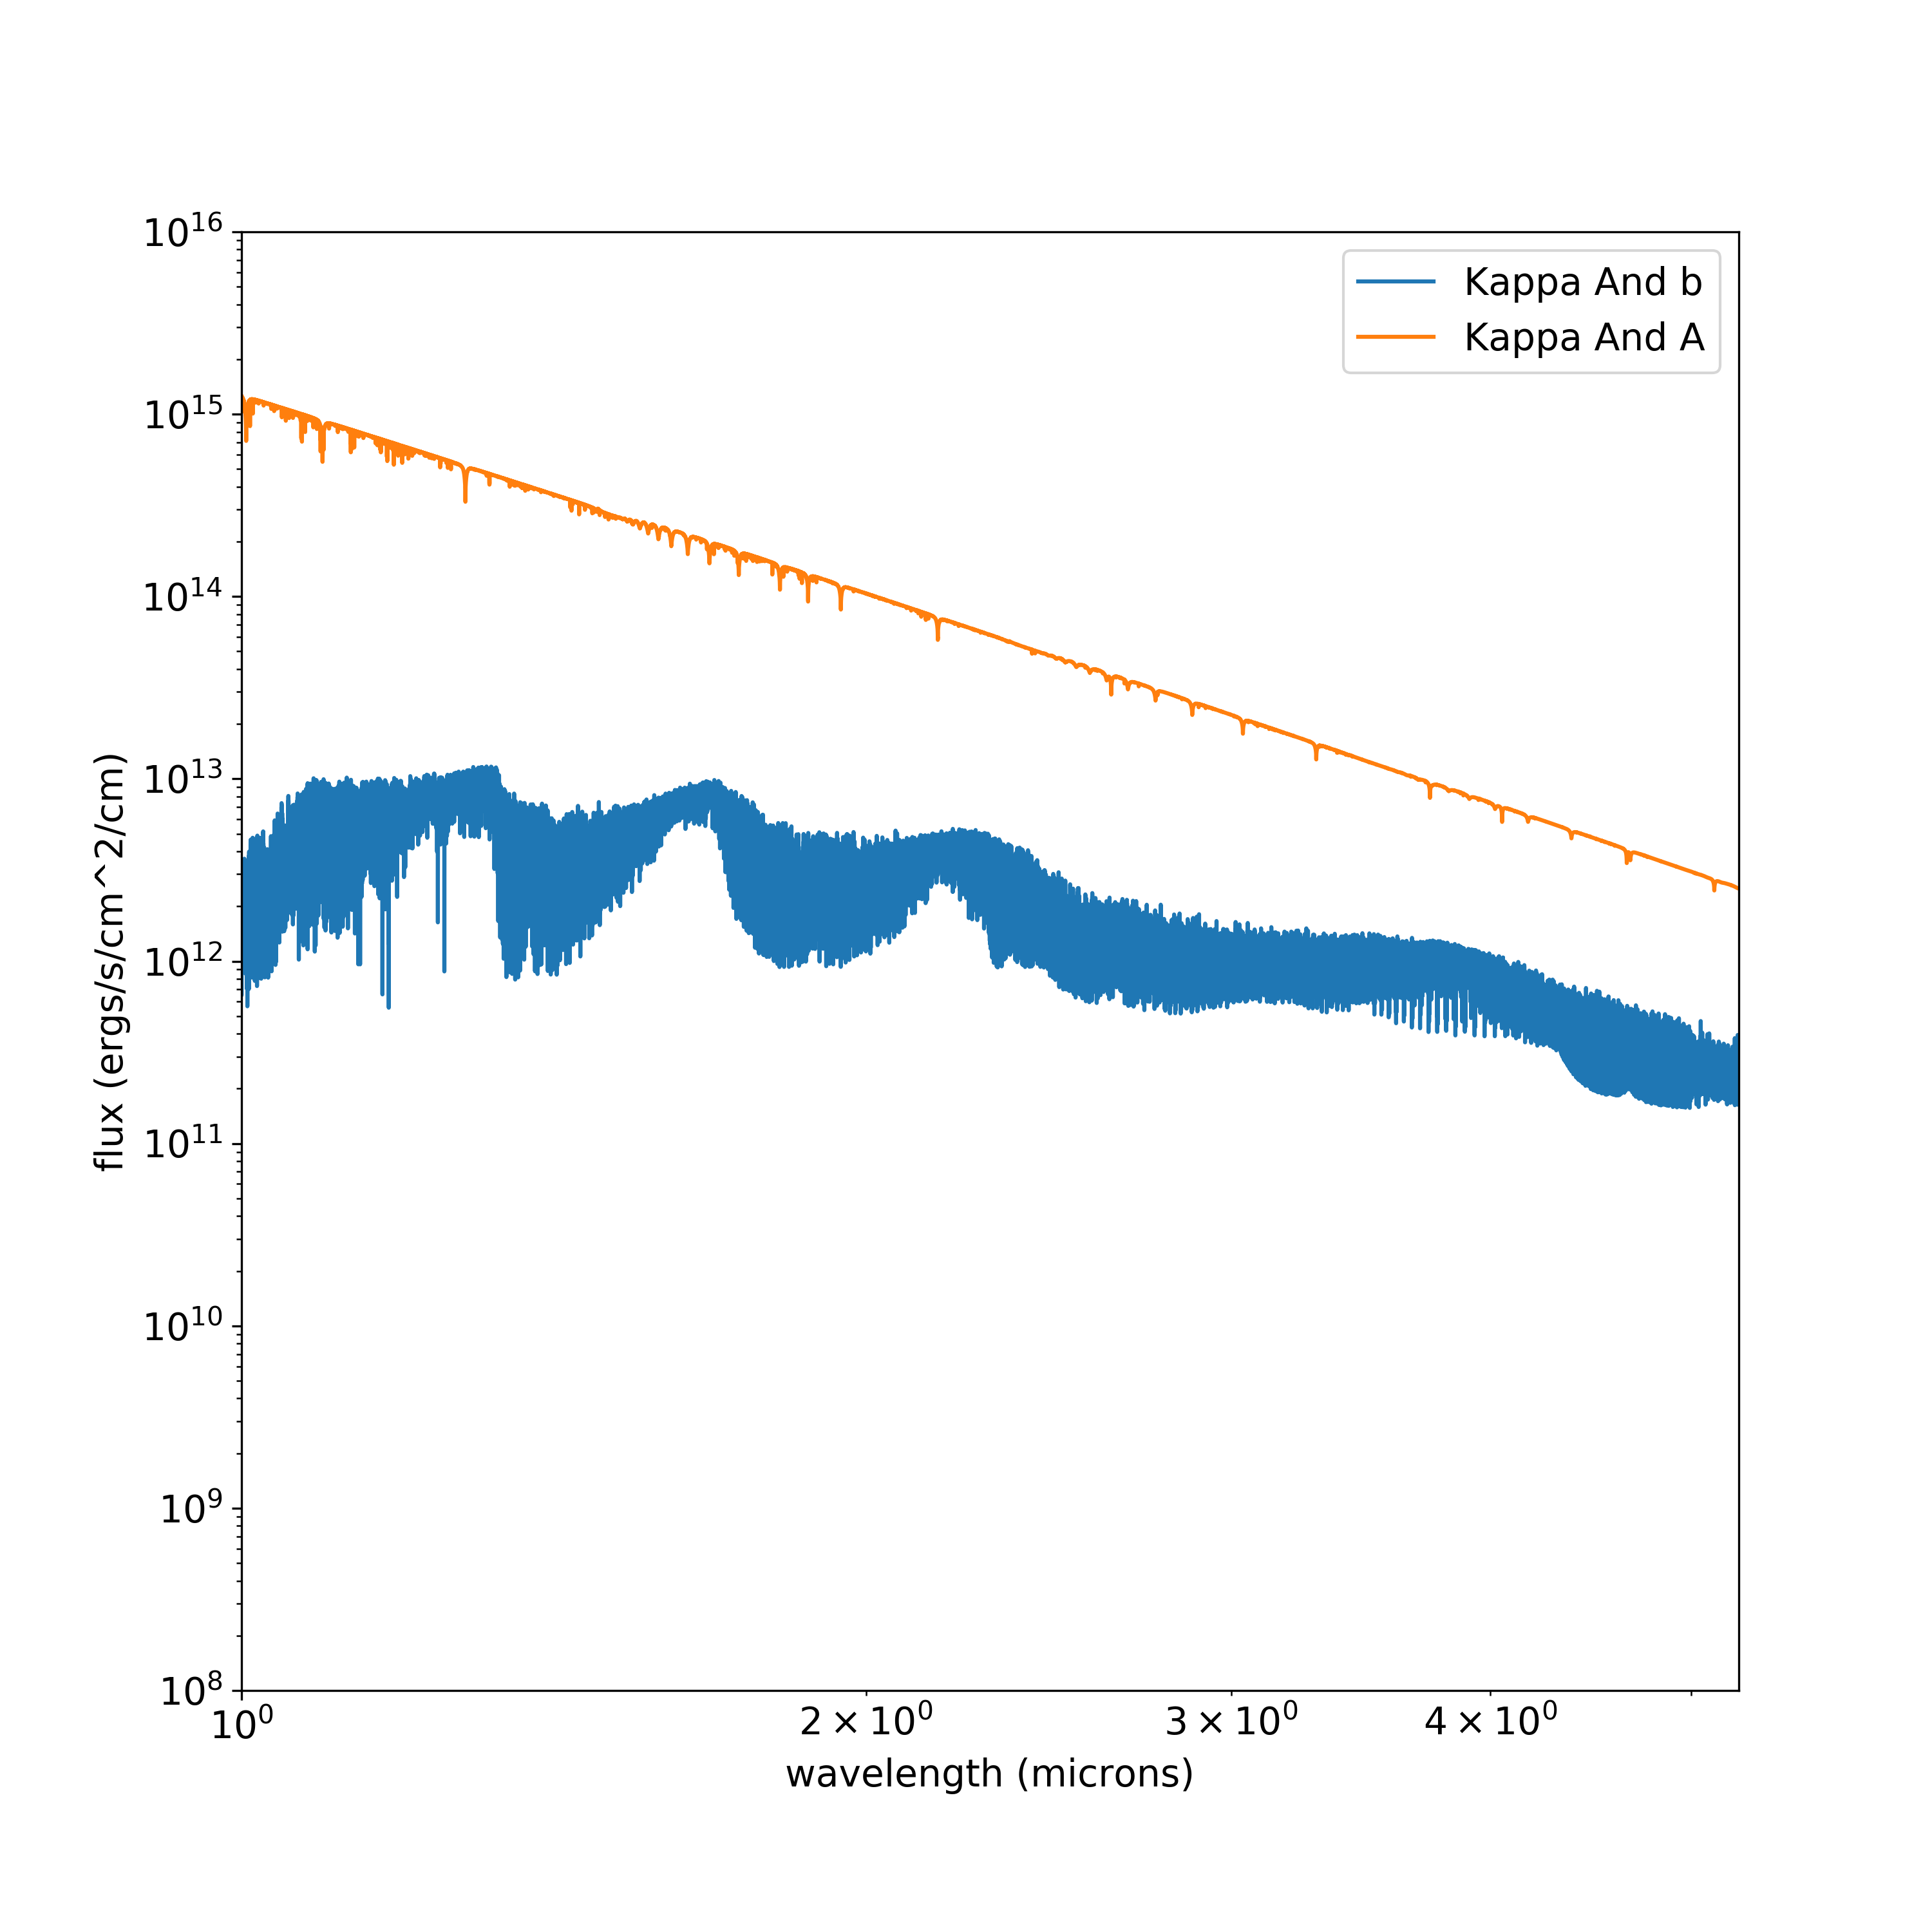 10^16
10^15
10^14
10^13
10^12
10^11
10^10
10^9
10^8
flux (ergs/s/cm^2/cm)
Kappa And b
Kappa And A
10^0
2 × 10^0
3 × 10^0
4 × 10^0
wavelength (microns)